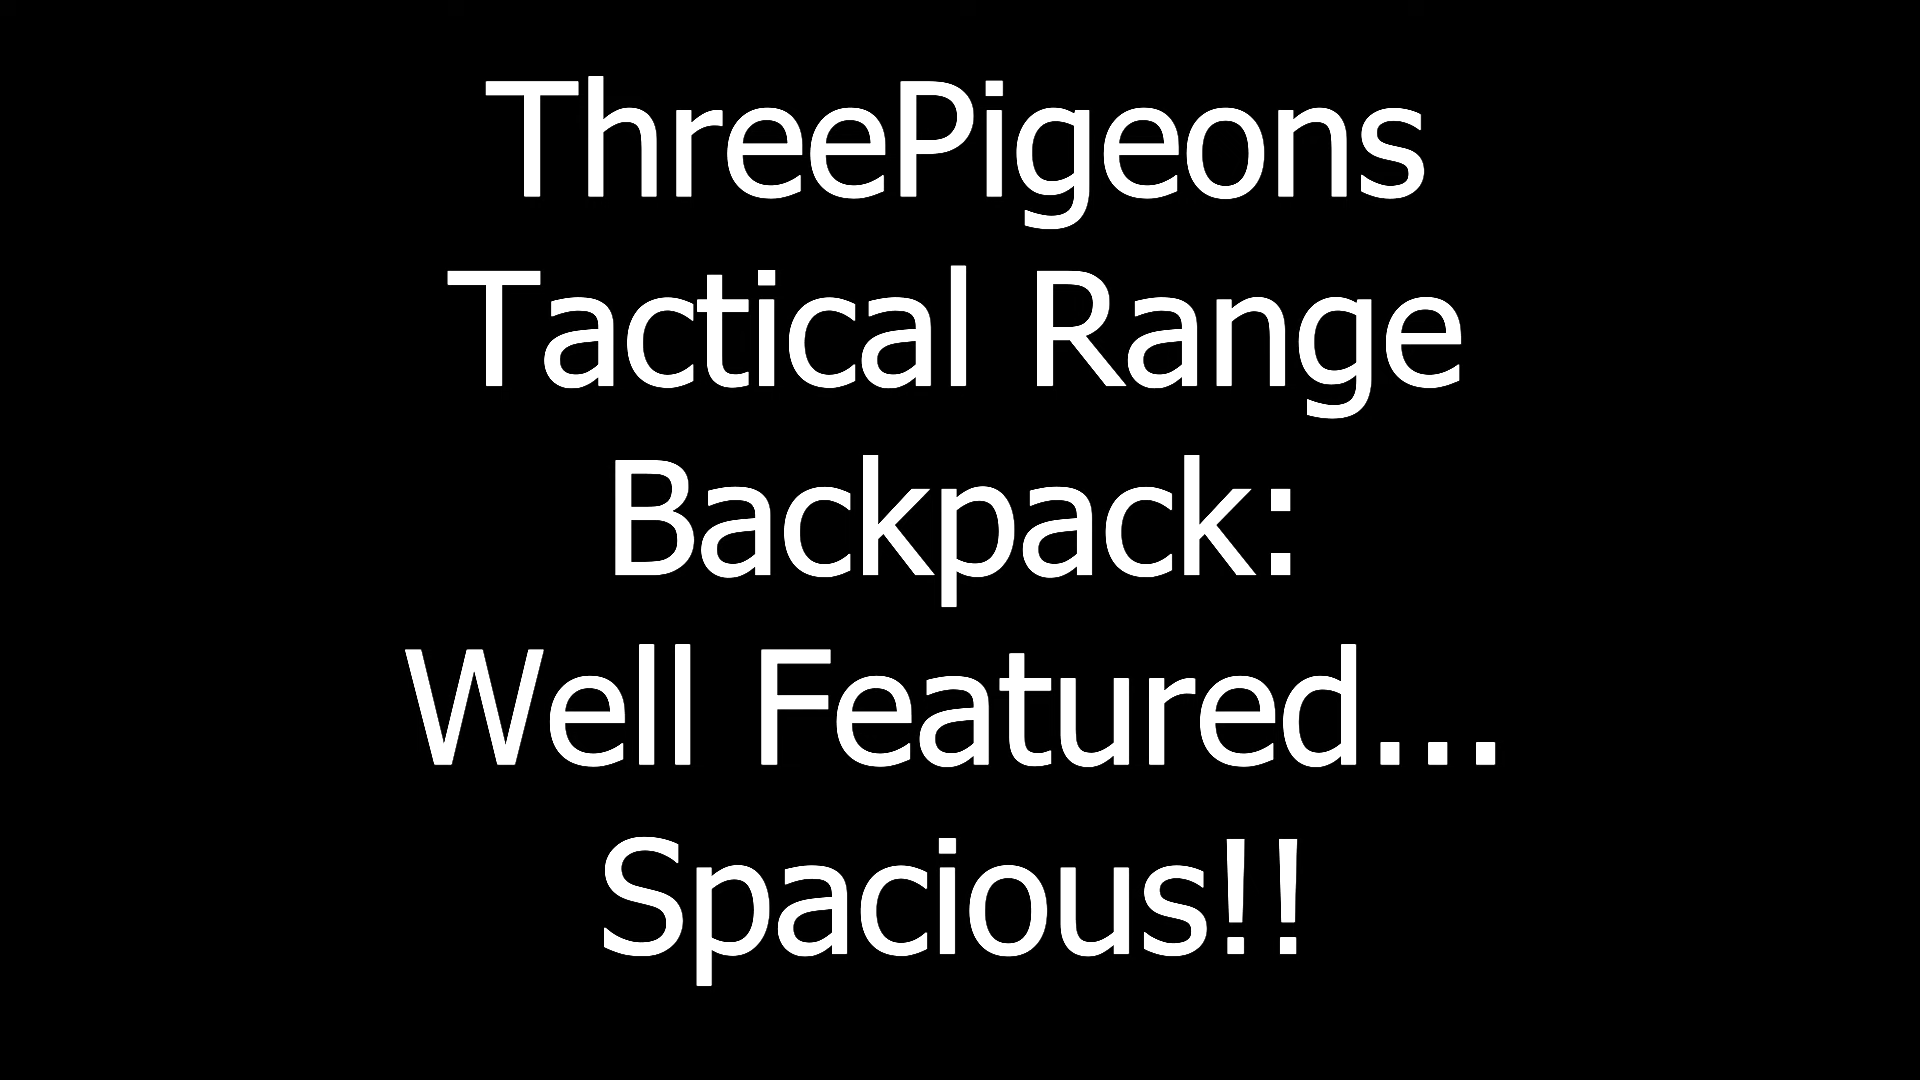 ThreePigeons
Tactical Range
Backpack:
Well Featured...
Spacious!!